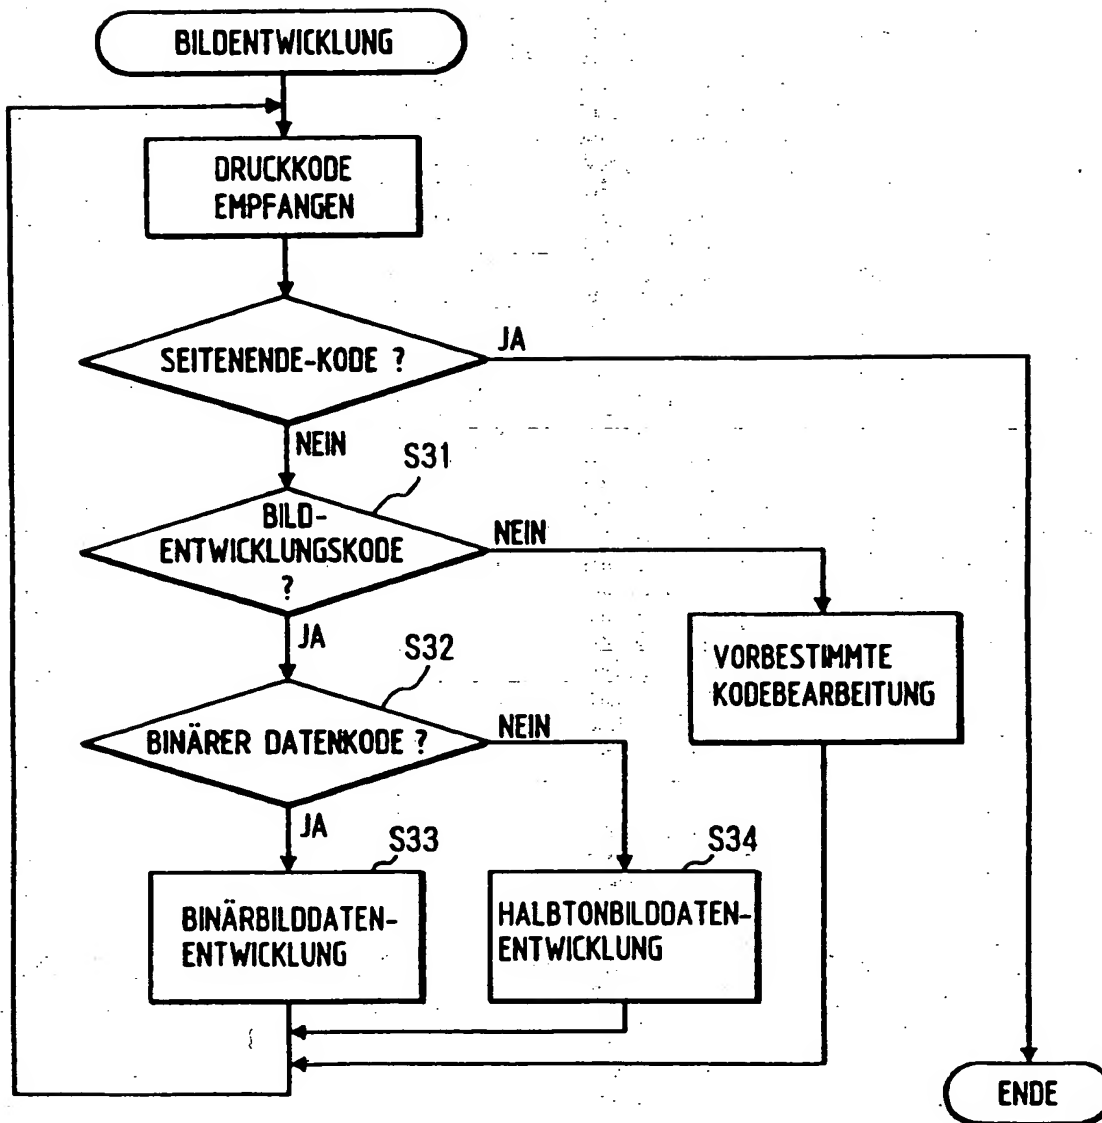 BILDENTWICKLUNG
DRUCKKODE
EMPFANGEN
SEITENENDE-KODE ?
JA
NEIN
S31
BILD-
ENTWICKLUNGSKODE
?
NEIN
JA
VORBESTIMMTE
KODEBEARBEITUNG
S32
BINÄRER DATENKODE ?
NEIN
JA
S33
BINÄRBILDDATEN-
ENTWICKLUNG
S34
HALBTONBILDDATEN-
ENTWICKLUNG
ENDE